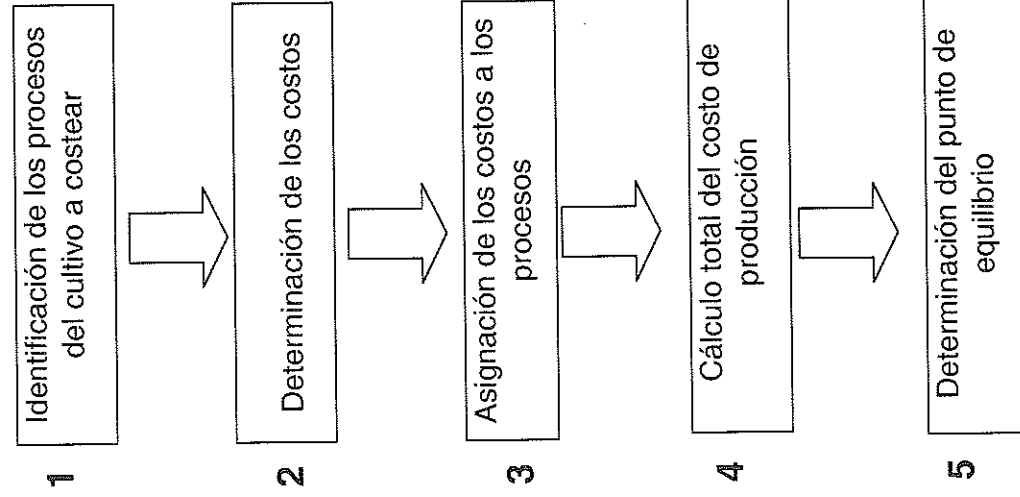 1
Identificación de los procesos
del cultivo a costear
2
Determinación de los costos
3
Asignación de los costos a los
procesos
4
Cálculo total del costo de
producción
5
Determinación del punto de
equilibrio